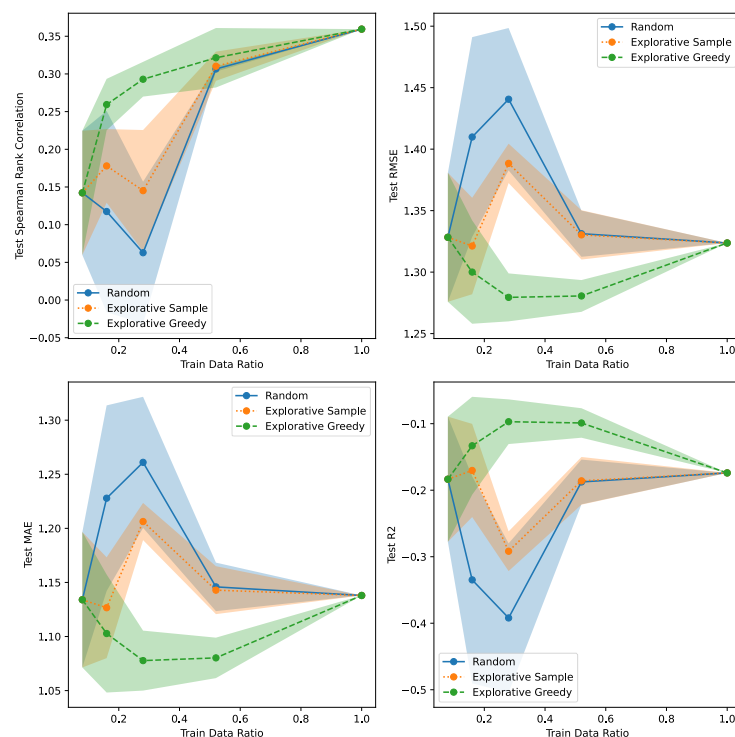 Test Spearman Rank Correlation
0.35
0.30
0.25
0.20
0.15
0.10
0.05
0.00
−0.05
Random
Explorative Sample
Explorative Greedy
0.2 0.4 0.6 0.8 1.0
Train Data Ratio
Test RMSE
1.50
1.45
1.40
1.35
1.30
1.25
Random
Explorative Sample
Explorative Greedy
0.2 0.4 0.6 0.8 1.0
Train Data Ratio
Test MAE
1.30
1.25
1.20
1.15
1.10
1.05
Random
Explorative Sample
Explorative Greedy
0.2 0.4 0.6 0.8 1.0
Train Data Ratio
Test R2
−0.1
−0.2
−0.3
−0.4
−0.5
Random
Explorative Sample
Explorative Greedy
0.2 0.4 0.6 0.8 1.0
Train Data Ratio